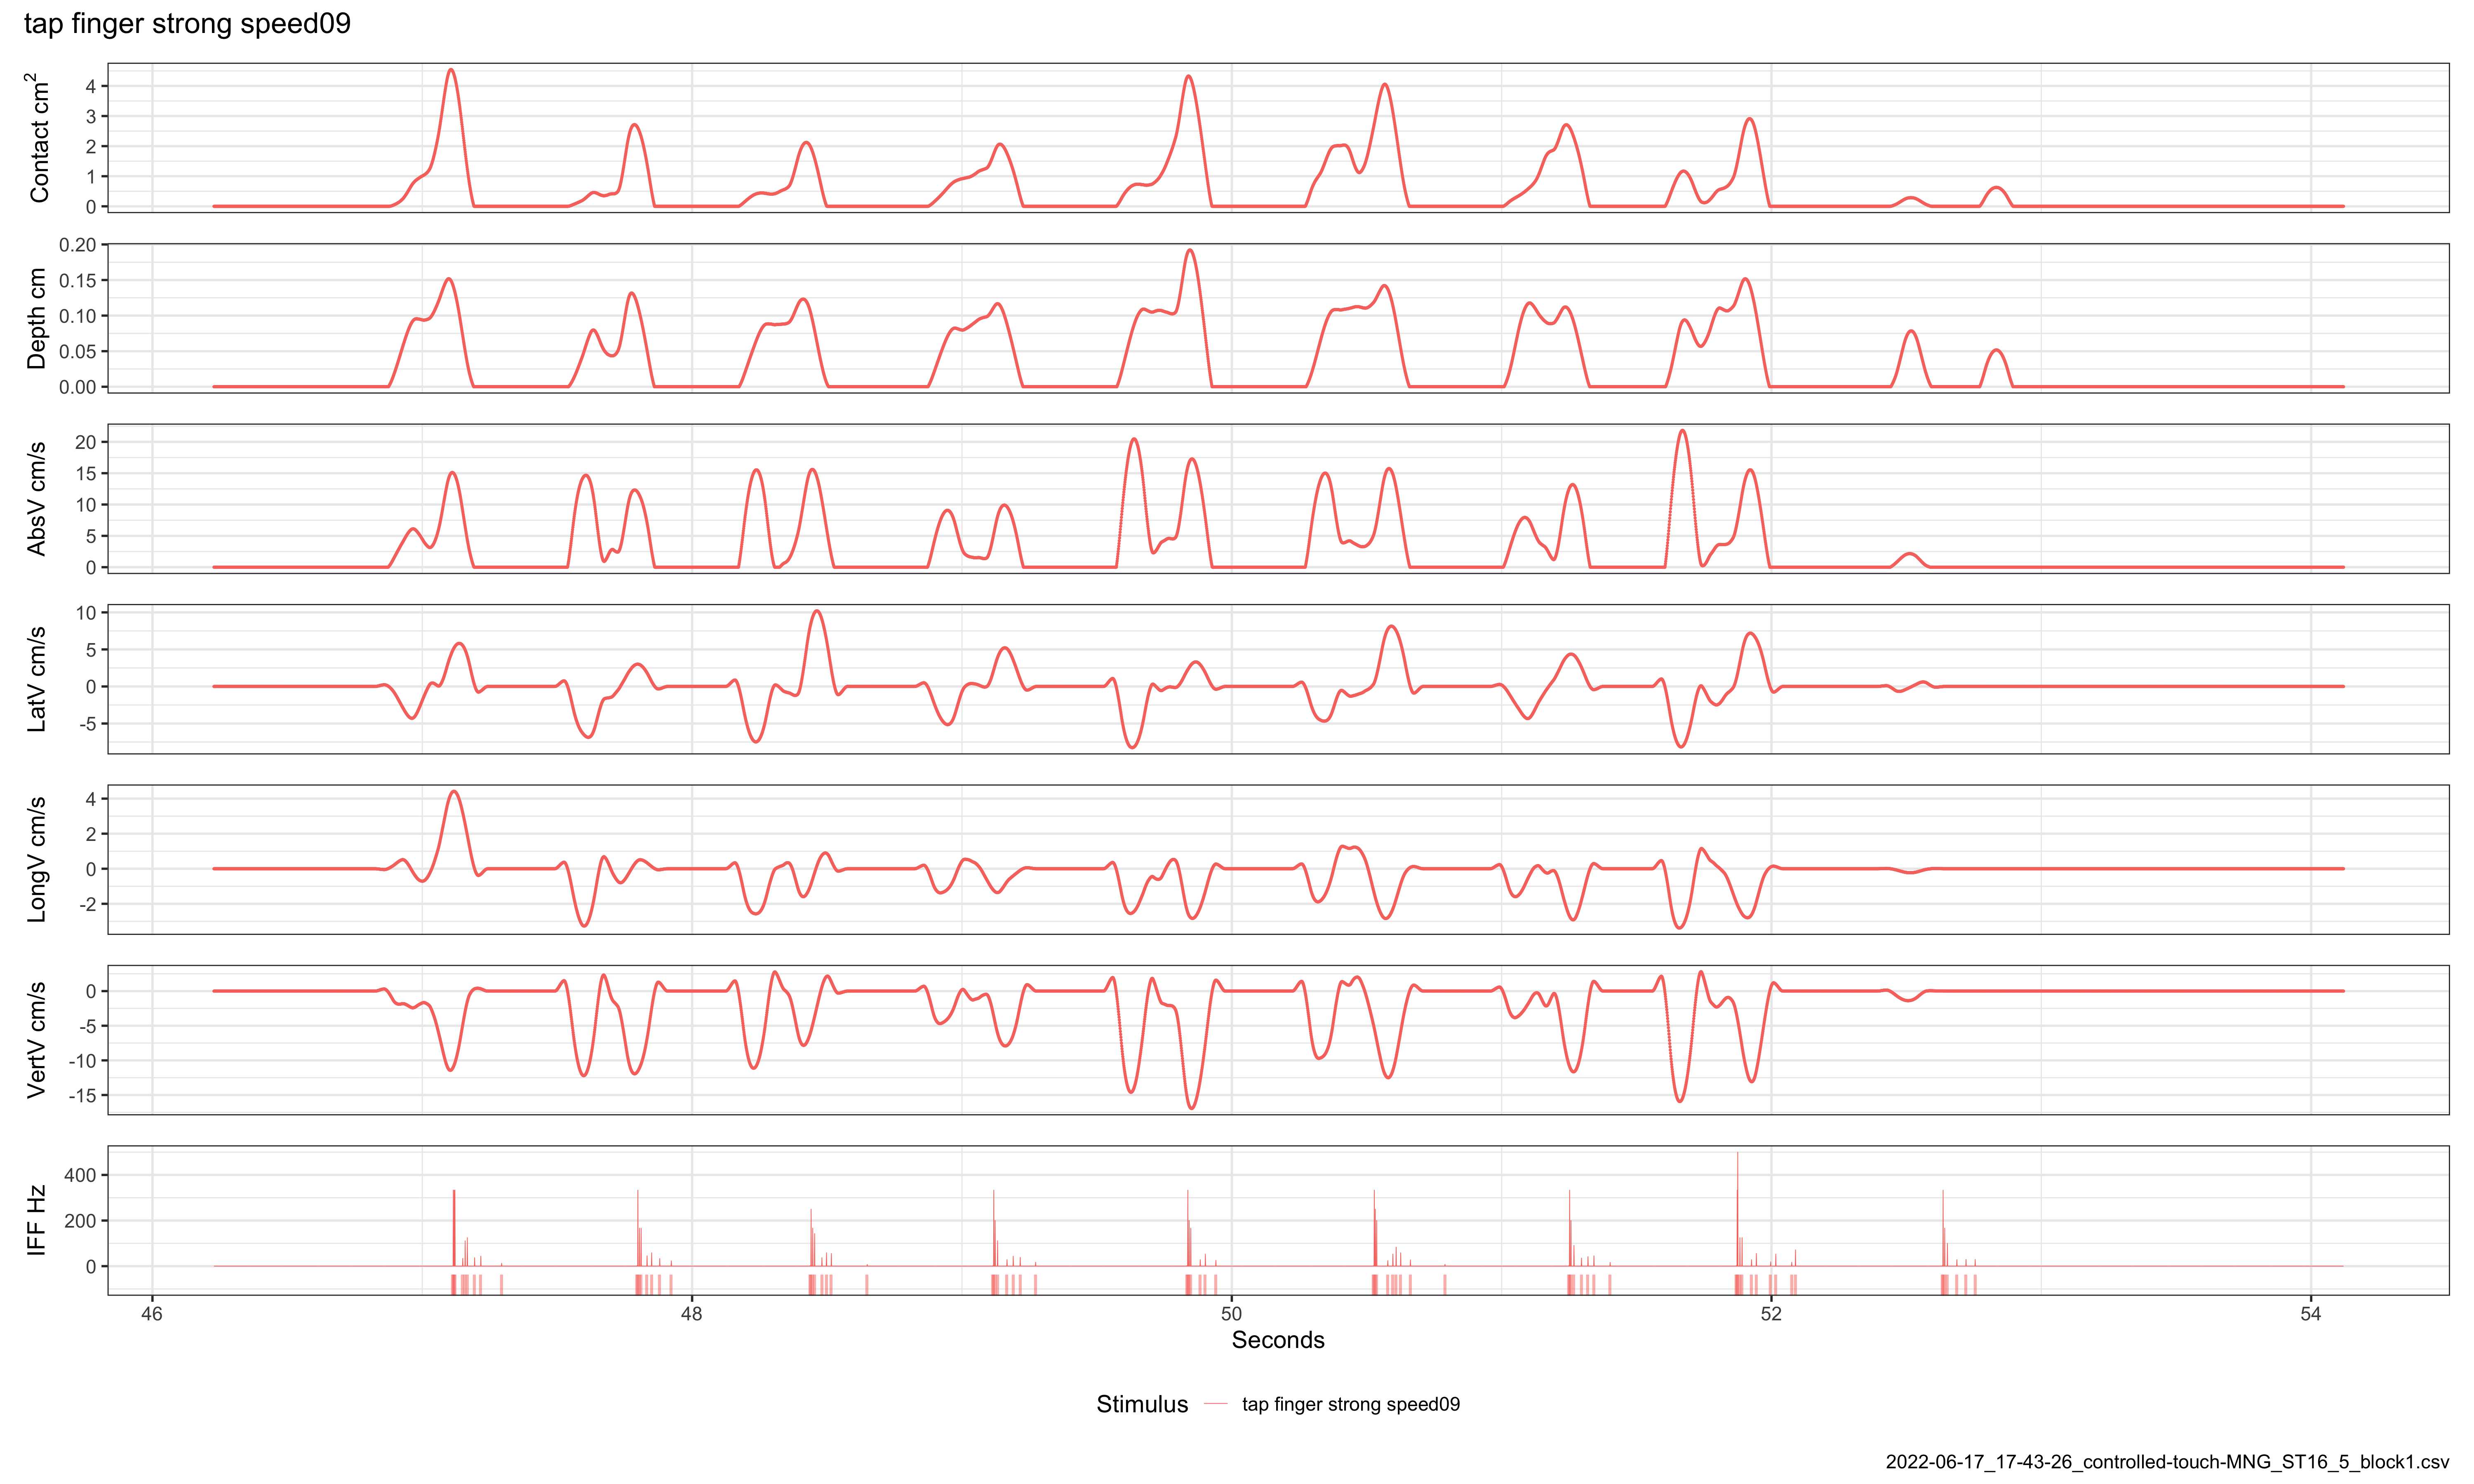 tap finger strong speed09
Contact cm²
4
3
2
1
0
Depth cm
0.20
0.15
0.10
0.05
0.00
AbsV cm/s
20
15
10
5
0
LatV cm/s
10
5
0
-5
LongV cm/s
4
2
0
-2
VertV cm/s
0
-5
-10
-15
IFF Hz
400
200
0
46 48 50 52 54
Seconds
Stimulus tap finger strong speed09
2022-06-17_17-43-26_controlled-touch-MNG_ST16_5_block1.csv